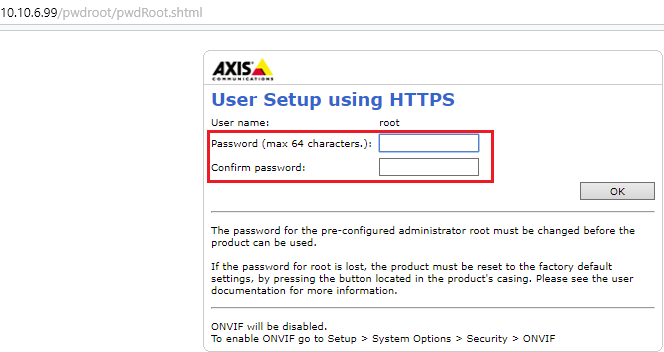 10.10.6.99/pwdroot/pwdRoot.shtml
AXIS
COMMUNICATIONS
User Setup using HTTPS
User name: root
Password (max 64 characters.):
Confirm password:
OK
The password for the pre-configured administrator root must be changed before the
product can be used.
If the password for root is lost, the product must be reset to the factory default
settings, by pressing the button located in the product's casing. Please see the user
documentation for more information.
ONVIF will be disabled.
To enable ONVIF go to Setup > System Options > Security > ONVIF